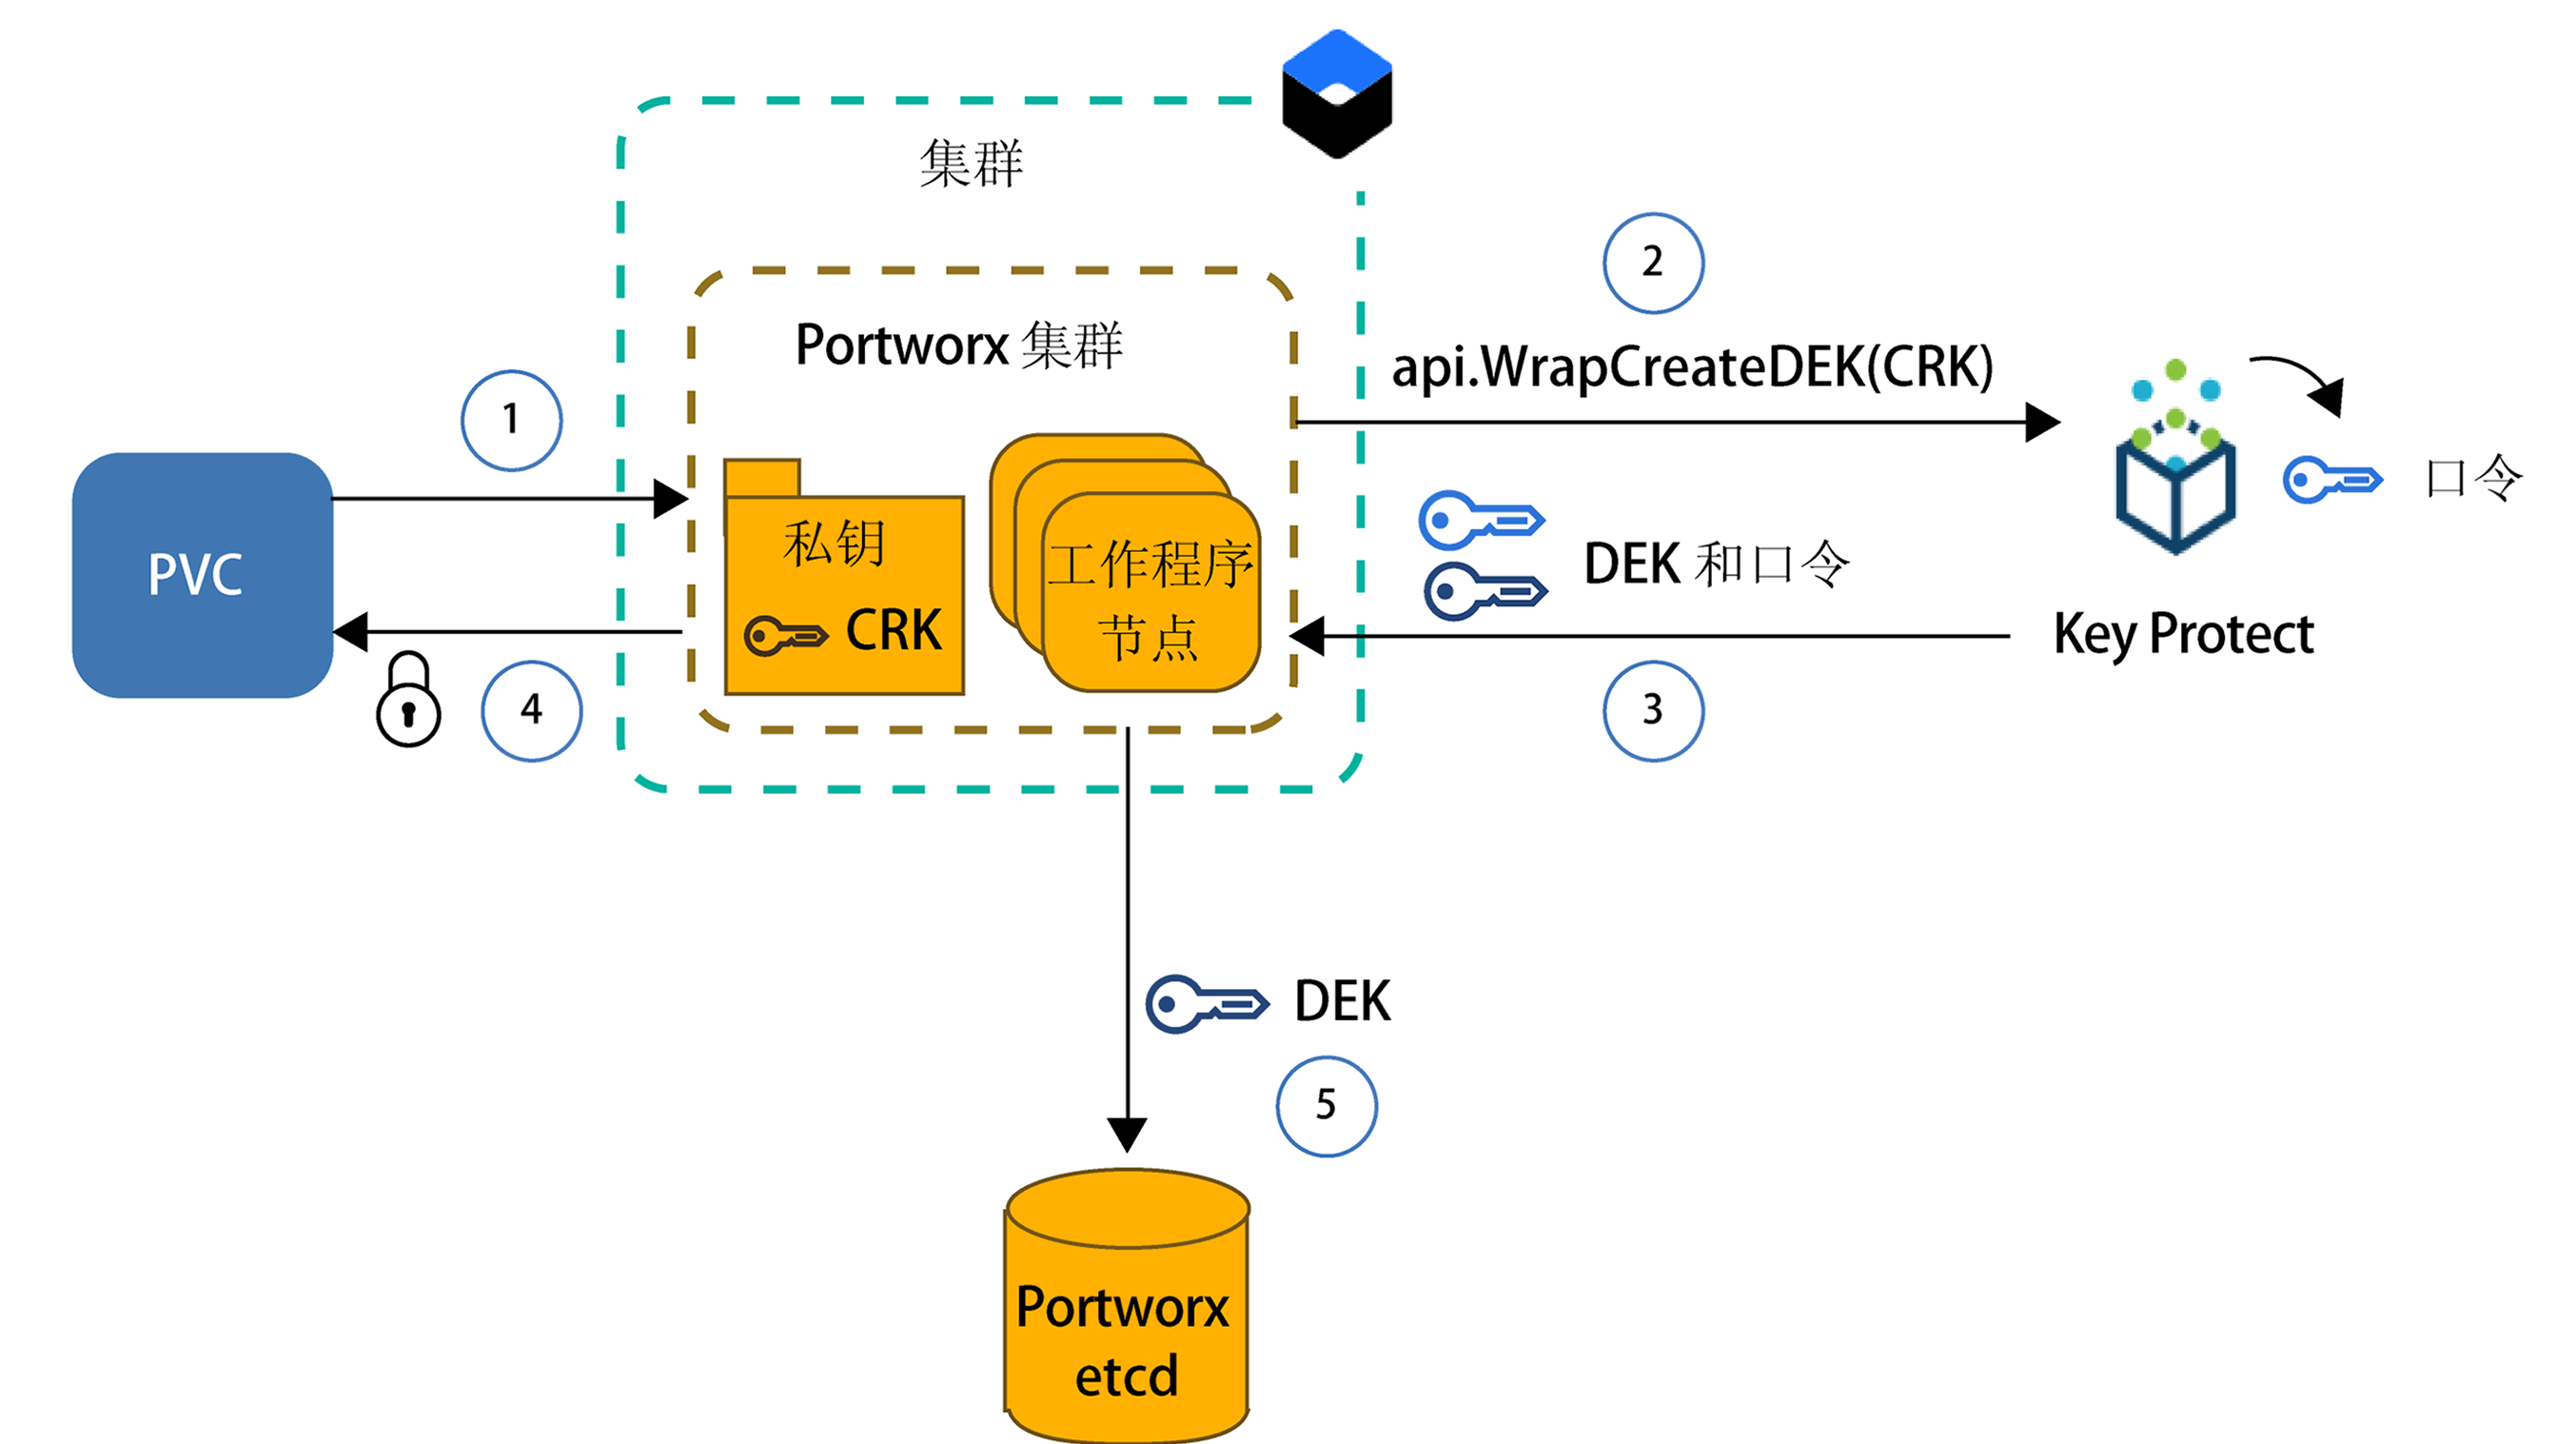 集群
Portworx 集群
1
PVC
4
私钥
CRK
工作程序
节点
2
api.WrapCreateDEK(CRK)
DEK 和口令
3
口令
Key Protect
DEK
5
Portworx
etcd